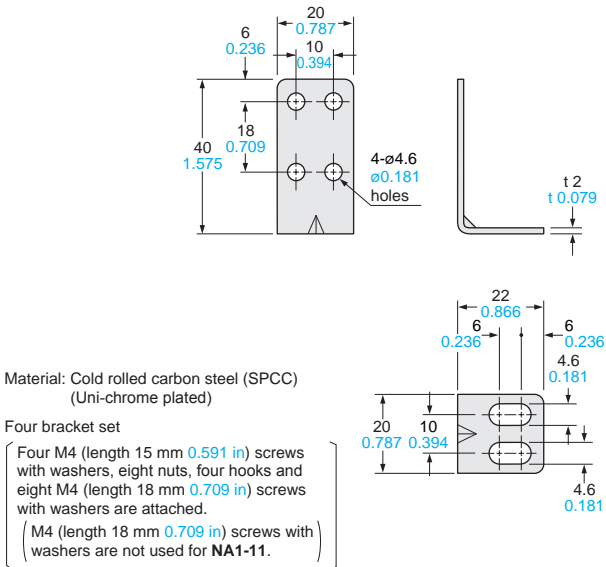 20
0.787
6
0.236
10
0.394
18
0.709
40
1.575
4-ø4.6
ø0.181
holes
t 2
t 0.079
22
0.866
6
0.236
6
0.236
4.6
0.181
20
0.787
10
0.394
4.6
0.181
Material: Cold rolled carbon steel (SPCC)
(Uni-chrome plated)
Four bracket set
Four M4 (length 15 mm 0.591 in) screws
with washers, eight nuts, four hooks and
eight M4 (length 18 mm 0.709 in) screws
with washers are attached.
M4 (length 18 mm 0.709 in) screws with
washers are not used for NA1-11.